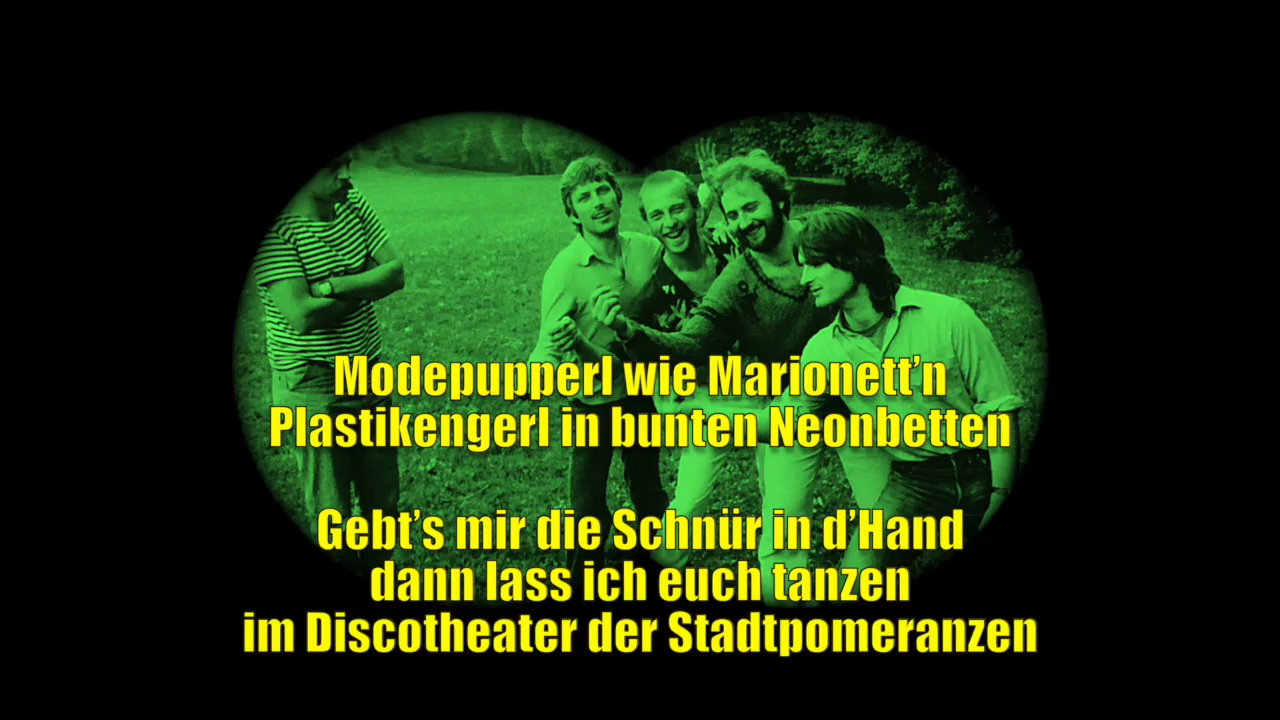 Modepupperl wie Marionett’n
Plastikengerl in bunten Neonbetten
Gebt’s mir die Schnür in d’Hand
dann lass ich euch tanzen
im Discotheater der Stadtpomeranzen